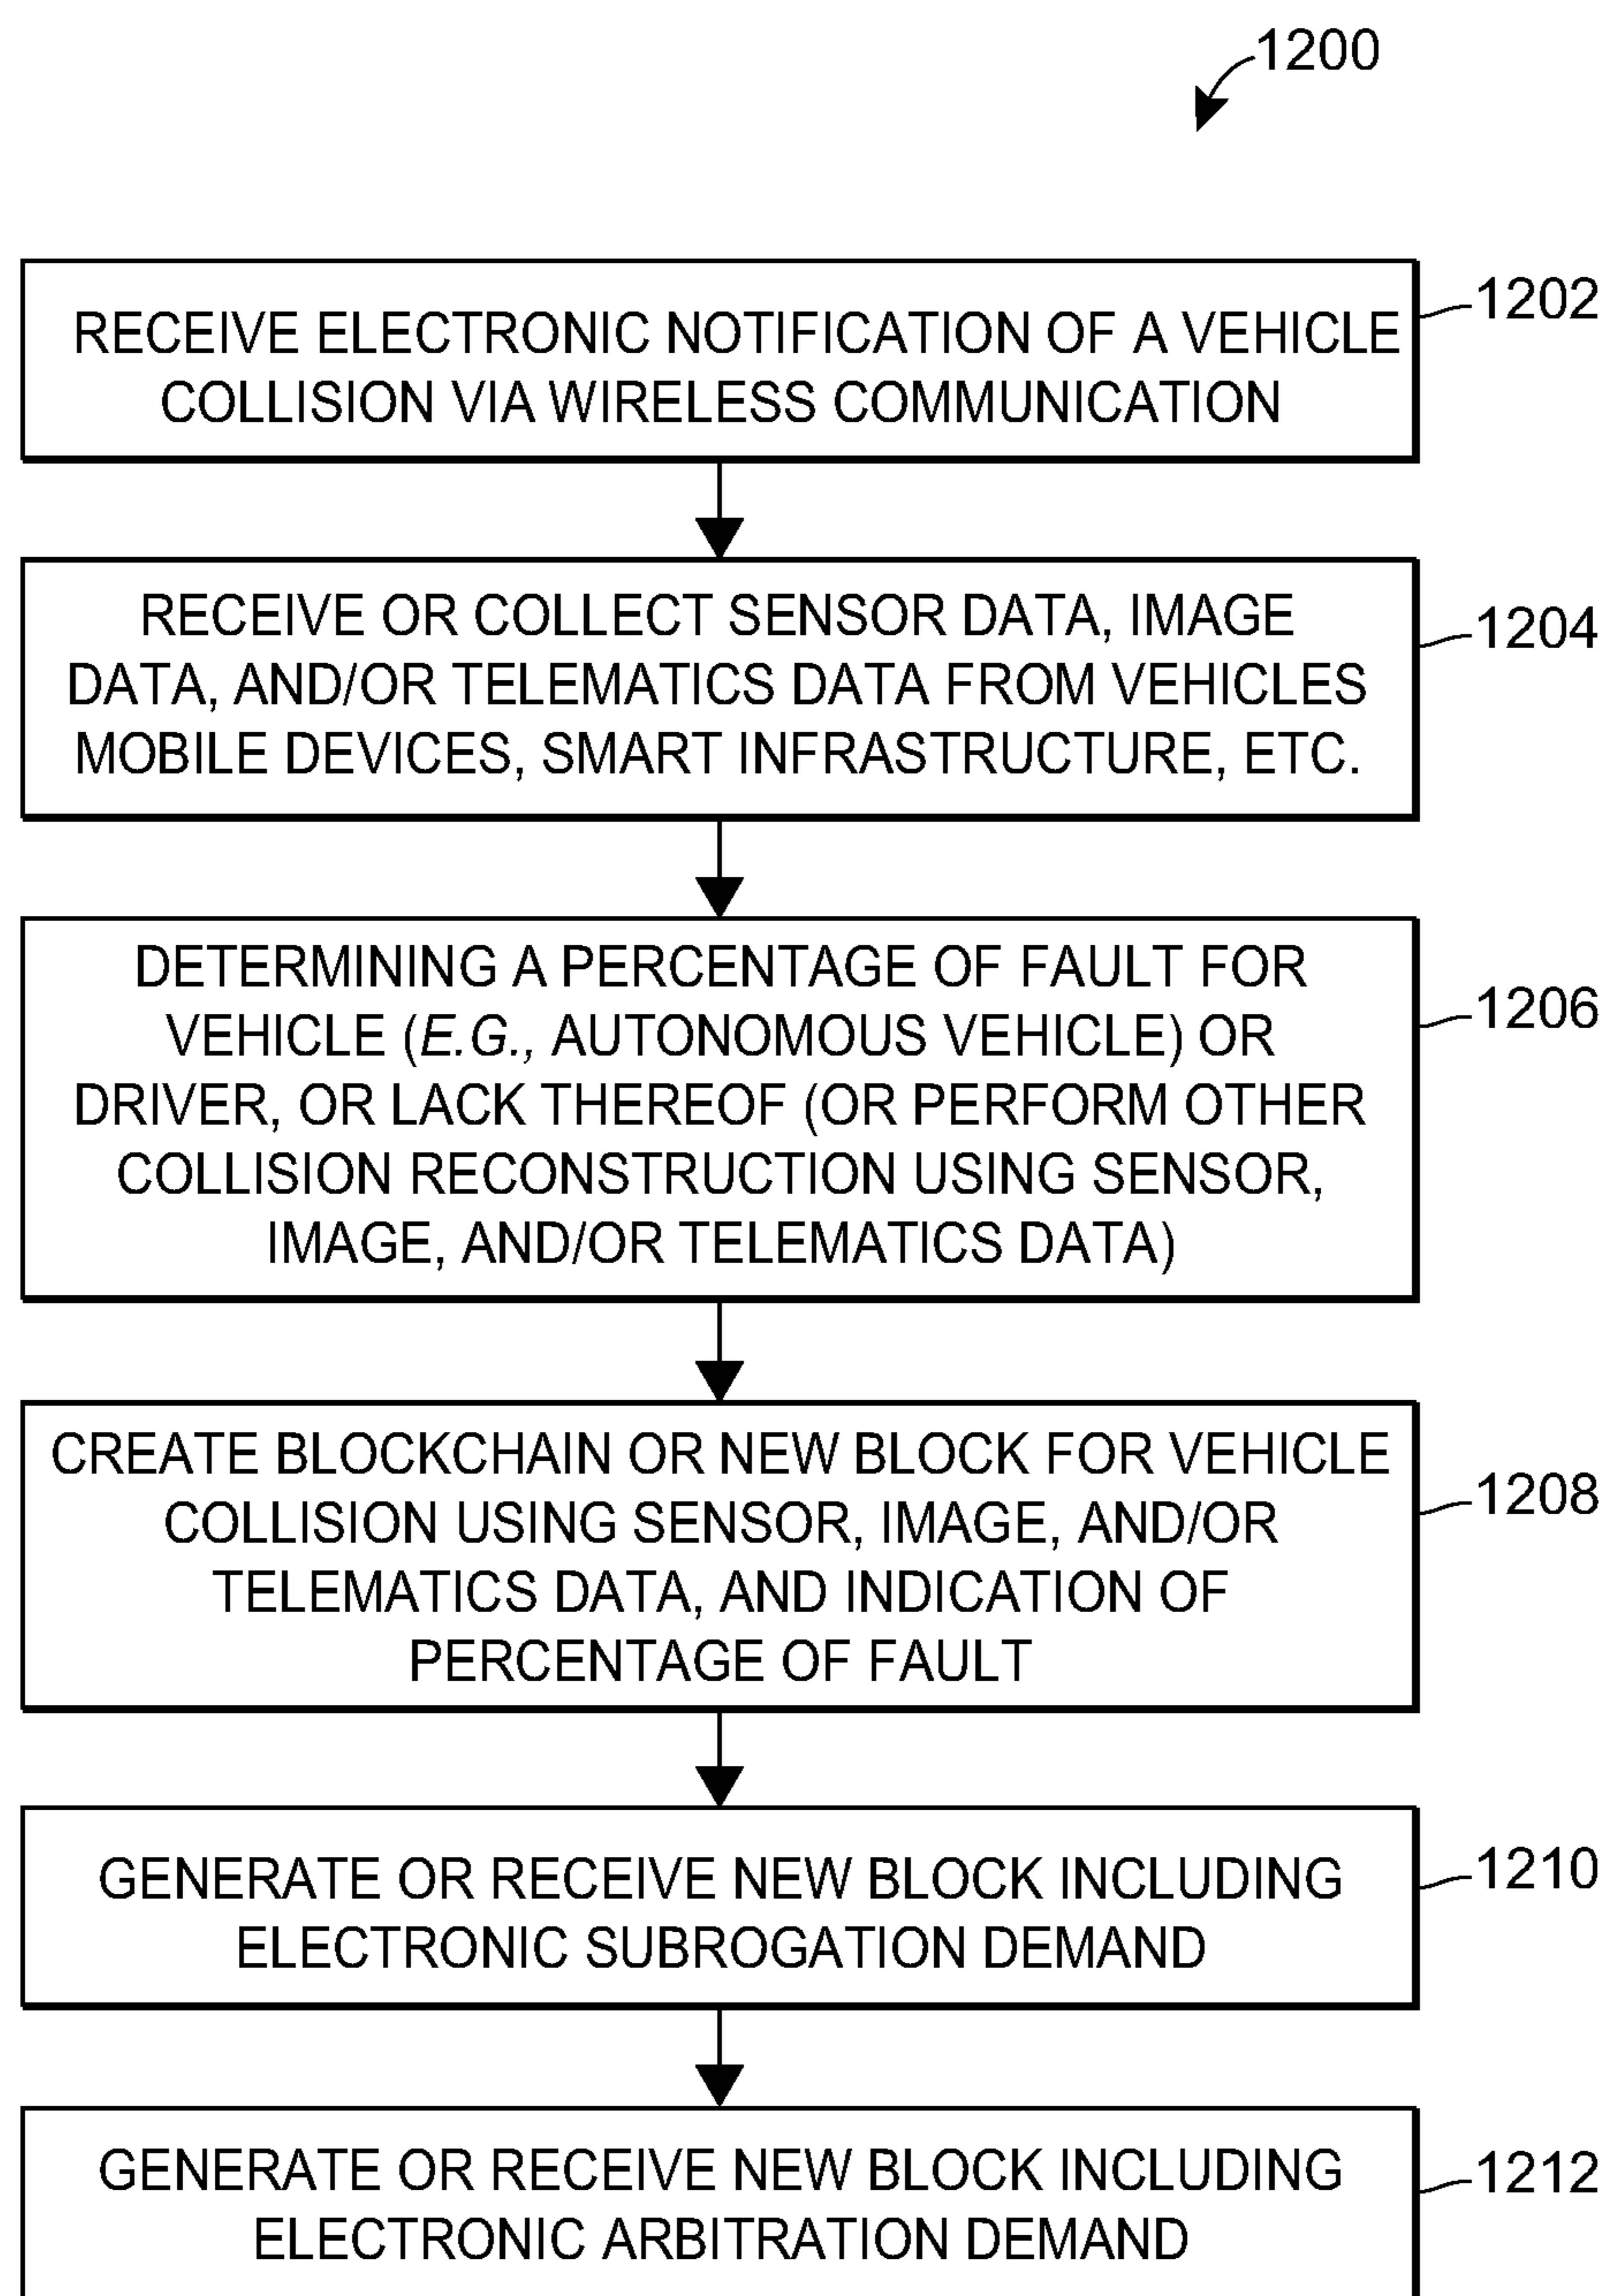 1200
RECEIVE ELECTRONIC NOTIFICATION OF A VEHICLE
COLLISION VIA WIRELESS COMMUNICATION
1202
RECEIVE OR COLLECT SENSOR DATA, IMAGE
DATA, AND/OR TELEMATICS DATA FROM VEHICLES
MOBILE DEVICES, SMART INFRASTRUCTURE, ETC.
1204
DETERMINING A PERCENTAGE OF FAULT FOR
VEHICLE (E.G., AUTONOMOUS VEHICLE) OR
DRIVER, OR LACK THEREOF (OR PERFORM OTHER
COLLISION RECONSTRUCTION USING SENSOR,
IMAGE, AND/OR TELEMATICS DATA)
1206
CREATE BLOCKCHAIN OR NEW BLOCK FOR VEHICLE
COLLISION USING SENSOR, IMAGE, AND/OR
TELEMATICS DATA, AND INDICATION OF
PERCENTAGE OF FAULT
1208
GENERATE OR RECEIVE NEW BLOCK INCLUDING
ELECTRONIC SUBROGATION DEMAND
1210
GENERATE OR RECEIVE NEW BLOCK INCLUDING
ELECTRONIC ARBITRATION DEMAND
1212